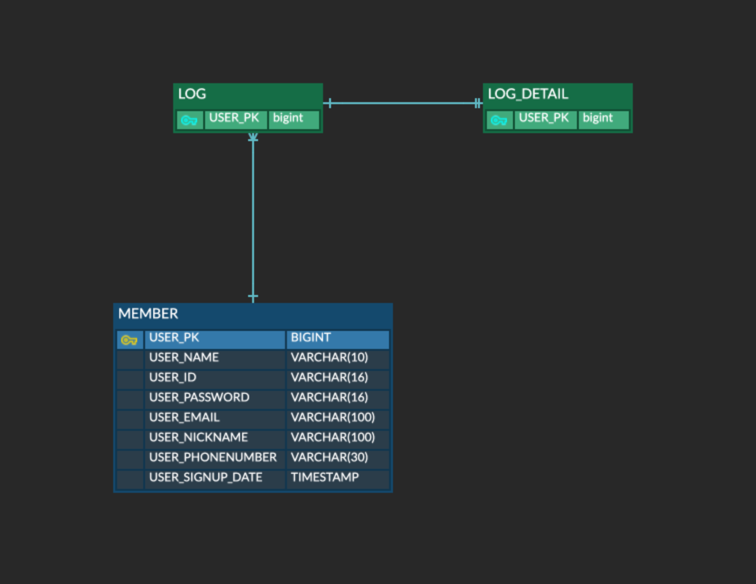 LOG
USER_PK bigint
LOG_DETAIL
USER_PK bigint
MEMBER
USER_PK BIGINT
USER_NAME VARCHAR(10)
USER_ID VARCHAR(16)
USER_PASSWORD VARCHAR(16)
USER_EMAIL VARCHAR(100)
USER_NICKNAME VARCHAR(100)
USER_PHONENUMBER VARCHAR(30)
USER_SIGNUP_DATE TIMESTAMP